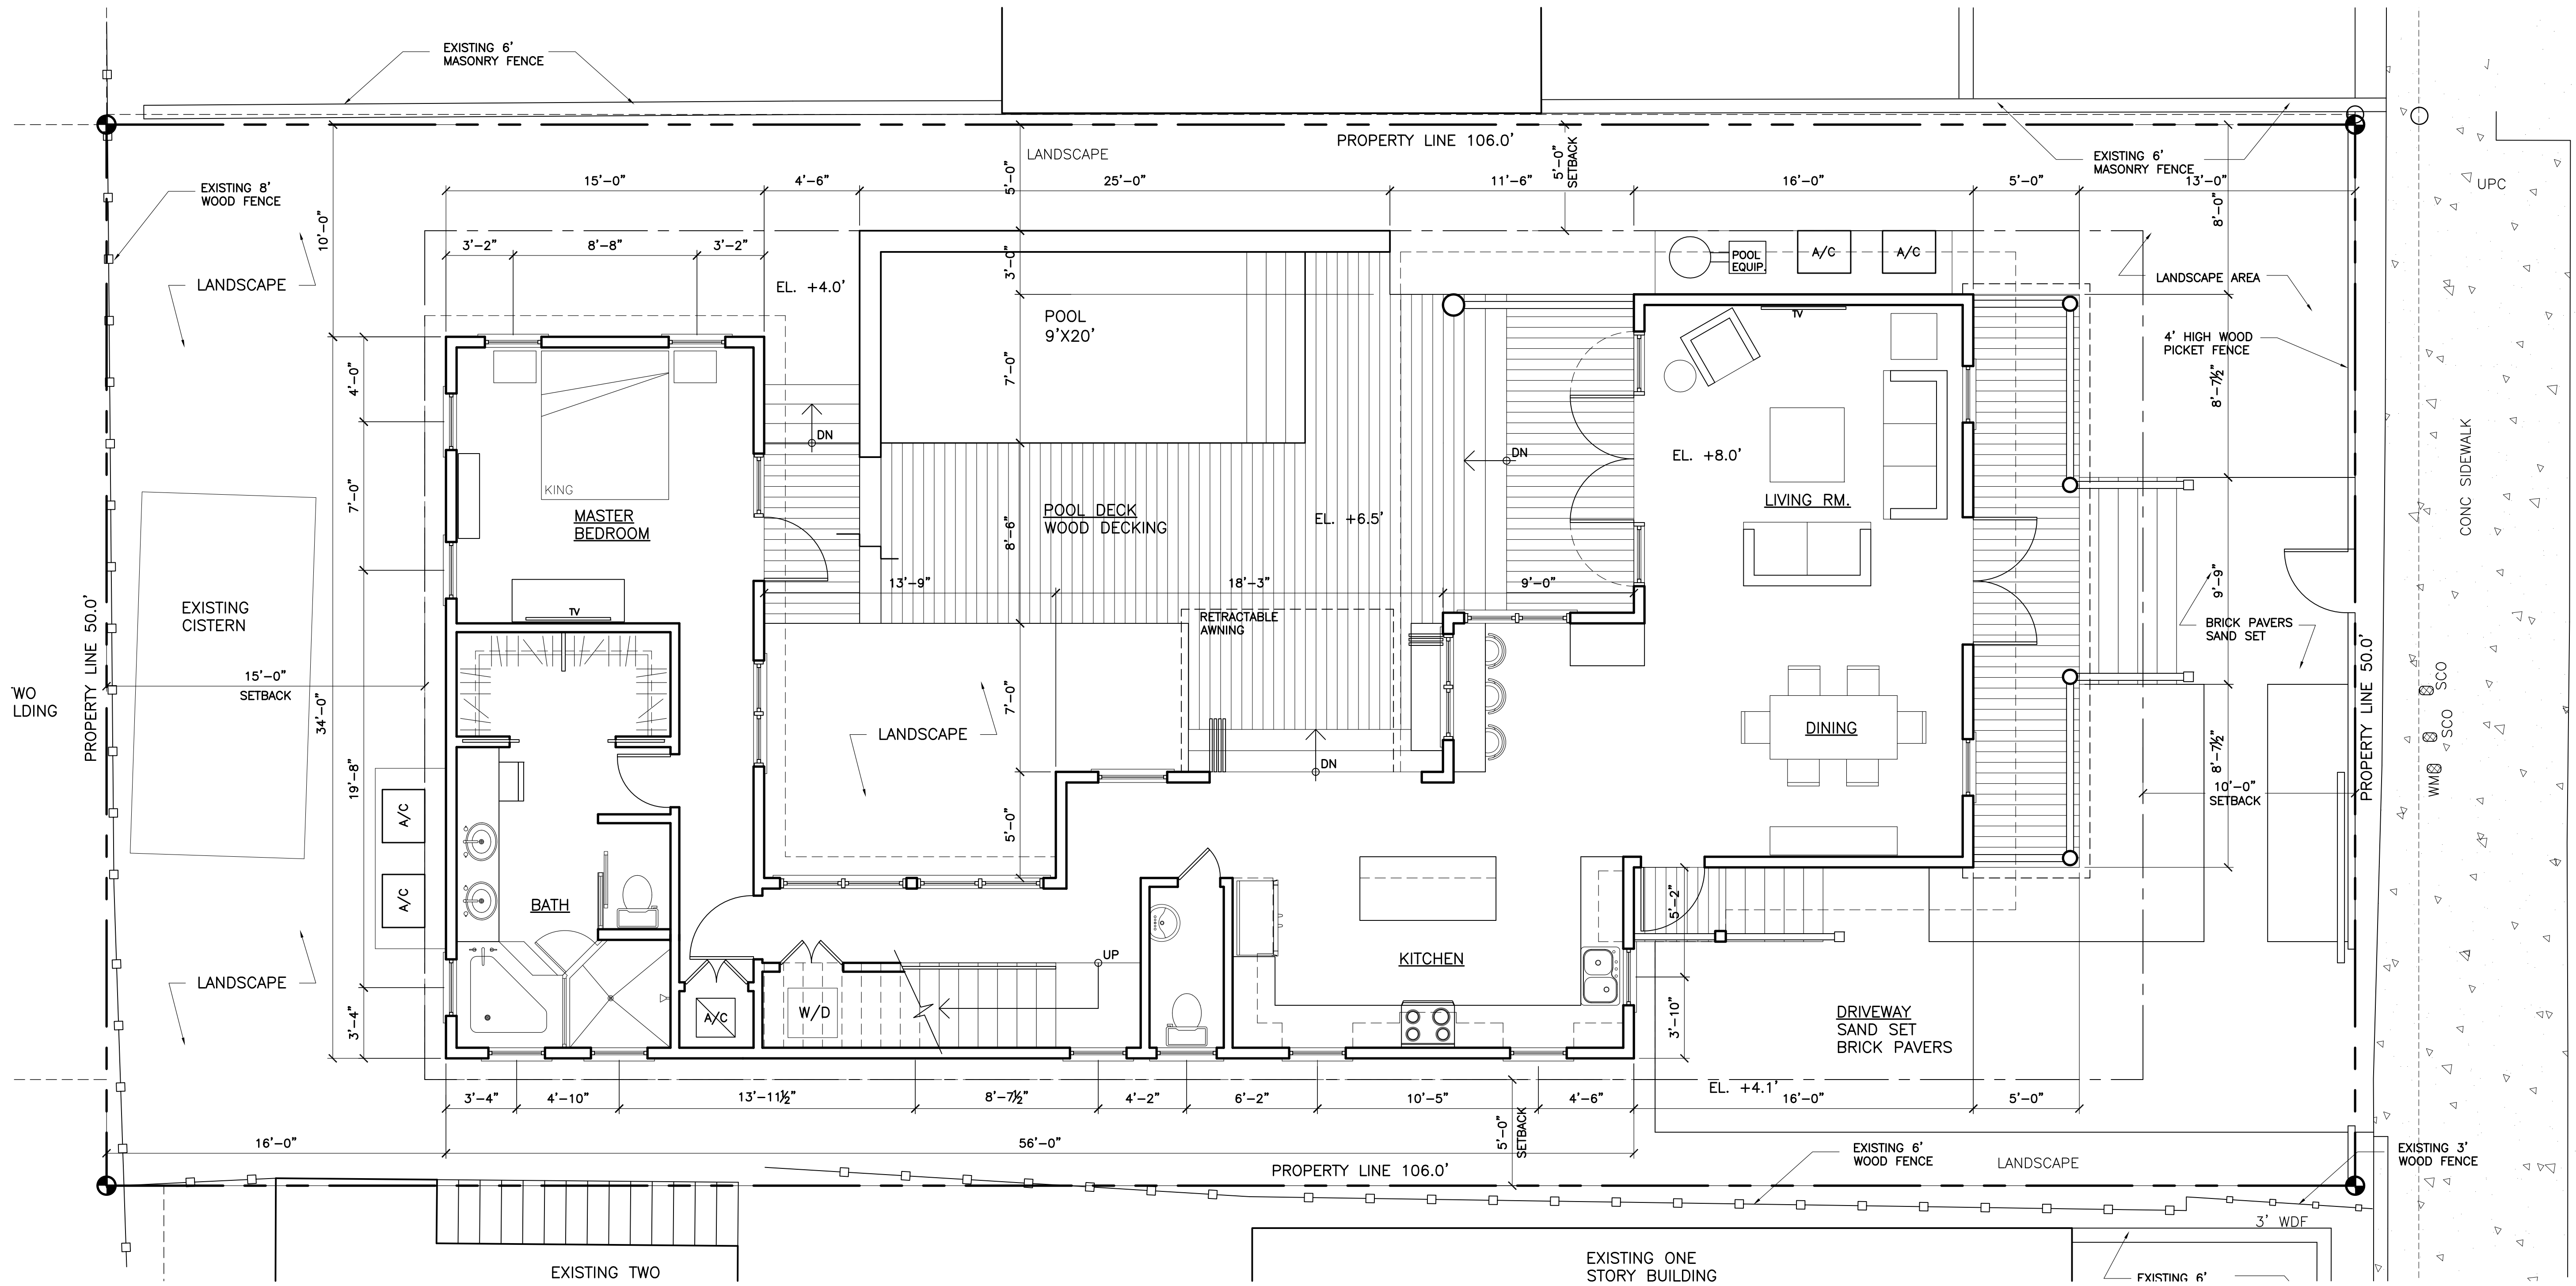 EXISTING 6'
MASONRY FENCE
PROPERTY LINE 106.0'
LANDSCAPE
5'-0"
SETBACK
EXISTING 6'
MASONRY FENCE
EXISTING 8'
WOOD FENCE
15'-0"
4'-6"
25'-0"
11'-6"
16'-0"
5'-0"
13'-0"
UPC
10'-0"
5'-0"
8'-0"
3'-2"
8'-8"
3'-2"
3'-0"
EL. +4.0'
POOL
EQUIP.
A/C
A/C
LANDSCAPE
LANDSCAPE AREA
POOL
9'X20'
TV
4' HIGH WOOD
PICKET FENCE
4'-0"
7'-0"
8'-7½"
DN
DN
EL. +8.0'
CONC SIDEWALK
7'-0"
KING
LIVING RM.
MASTER
BEDROOM
POOL DECK
WOOD DECKING
EL. +6.5'
8'-6"
13'-9"
18'-3"
9'-0"
9'-9"
EXISTING
CISTERN
TV
RETRACTABLE
AWNING
BRICK PAVERS
SAND SET
PROPERTY LINE 50.0'
15'-0"
SETBACK
34'-0"
7'-0"
SCO
SCO
WM
PROPERTY LINE 50.0'
'WO
LDING
LANDSCAPE
DINING
19'-8"
DN
8'-7½"
10'-0"
SETBACK
A/C
A/C
5'-0"
BATH
5'-2"
UP
KITCHEN
LANDSCAPE
3'-4"
A/C
W/D
3'-10"
DRIVEWAY
SAND SET
BRICK PAVERS
EL. +4.1'
3'-4"
4'-10"
13'-11½"
8'-7½"
4'-2"
6'-2"
10'-5"
4'-6"
16'-0"
5'-0"
16'-0"
56'-0"
5'-0"
SETBACK
PROPERTY LINE 106.0'
EXISTING 6'
WOOD FENCE
LANDSCAPE
EXISTING 3'
WOOD FENCE
3' WDF
EXISTING TWO
EXISTING ONE
STORY BUILDING
EXISTING 6'